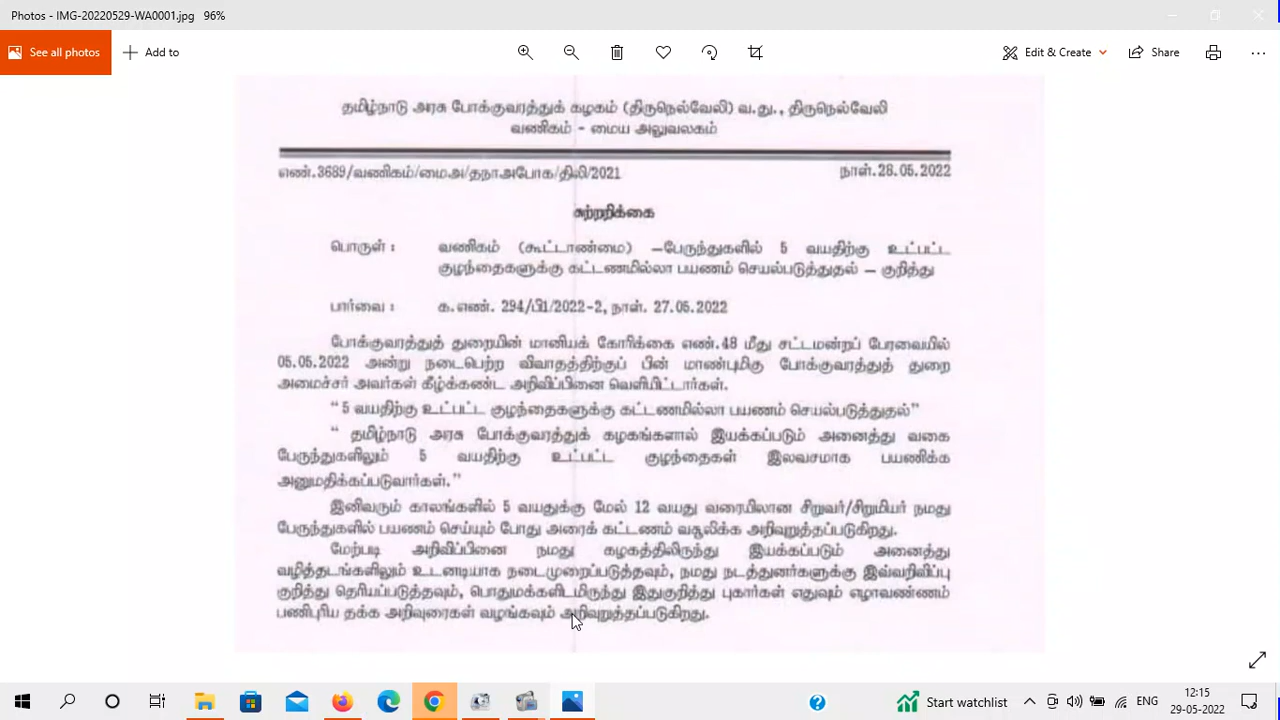 Photos - IMG-20220529-WA0001.jpg 96%
See all photos Add to Edit & Create Share
தமிழ்நாடு அரசு போக்குவரத்துக் கழகம் (திருநெல்வேலி) வ.து., திருநெல்வேலி
வணிகம் - மைய அலுவலகம்
எண்.3689/வணிகம்/மைஅ/தநாஅபோக/திலி/2021 நாள்.28.05.2022
சுற்றறிக்கை
பொருள் : வணிகம் (கூட்டாண்மை) –பேருந்துகளில் 5 வயதிற்கு உட்பட்ட
குழந்தைகளுக்கு கட்டணமில்லா பயணம் செயல்படுத்துதல் – குறித்து
பார்வை : க.எண். 294/பி1/2022-2, நாள். 27.05.2022
போக்குவரத்துத் துறையின் மானியக் கோரிக்கை எண்.48 மீது சட்டமன்றப் பேரவையில்
05.05.2022 அன்று நடைபெற்ற விவாதத்திற்குப் பின் மாண்புமிகு போக்குவரத்துத் துறை
அமைச்சர் அவர்கள் கீழ்க்கண்ட அறிவிப்பினை வெளியிட்டார்கள்.
“ 5 வயதிற்கு உட்பட்ட குழந்தைகளுக்கு கட்டணமில்லா பயணம் செயல்படுத்துதல்”
“ தமிழ்நாடு அரசு போக்குவரத்துக் கழகங்களால் இயக்கப்படும் அனைத்து வகை
பேருந்துகளிலும் 5 வயதிற்கு உட்பட்ட குழந்தைகள் இலவசமாக பயணிக்க
அனுமதிக்கப்படுவார்கள்.”
இனிவரும் காலங்களில் 5 வயதுக்கு மேல் 12 வயது வரையிலான சிறுவர்/சிறுமியர் நமது
பேருந்துகளில் பயணம் செய்யும் போது அரைக் கட்டணம் வசூலிக்க அறிவுறுத்தப்படுகிறது.
மேற்படி அறிவிப்பினை நமது கழகத்திலிருந்து இயக்கப்படும் அனைத்து
வழித்தடங்களிலும் உடனடியாக நடைமுறைப்படுத்தவும், நமது நடத்துனர்களுக்கு இவ்வறிவிப்பு
குறித்து தெரியப்படுத்தவும், பொதுமக்களிடமிருந்து இதுகுறித்து புகார்கள் எதுவும் எழாவண்ணம்
பணிபுரிய தக்க அறிவுரைகள் வழங்கவும் அறிவுறுத்தப்படுகிறது.
Start watchlist ENG 12:15
29-05-2022